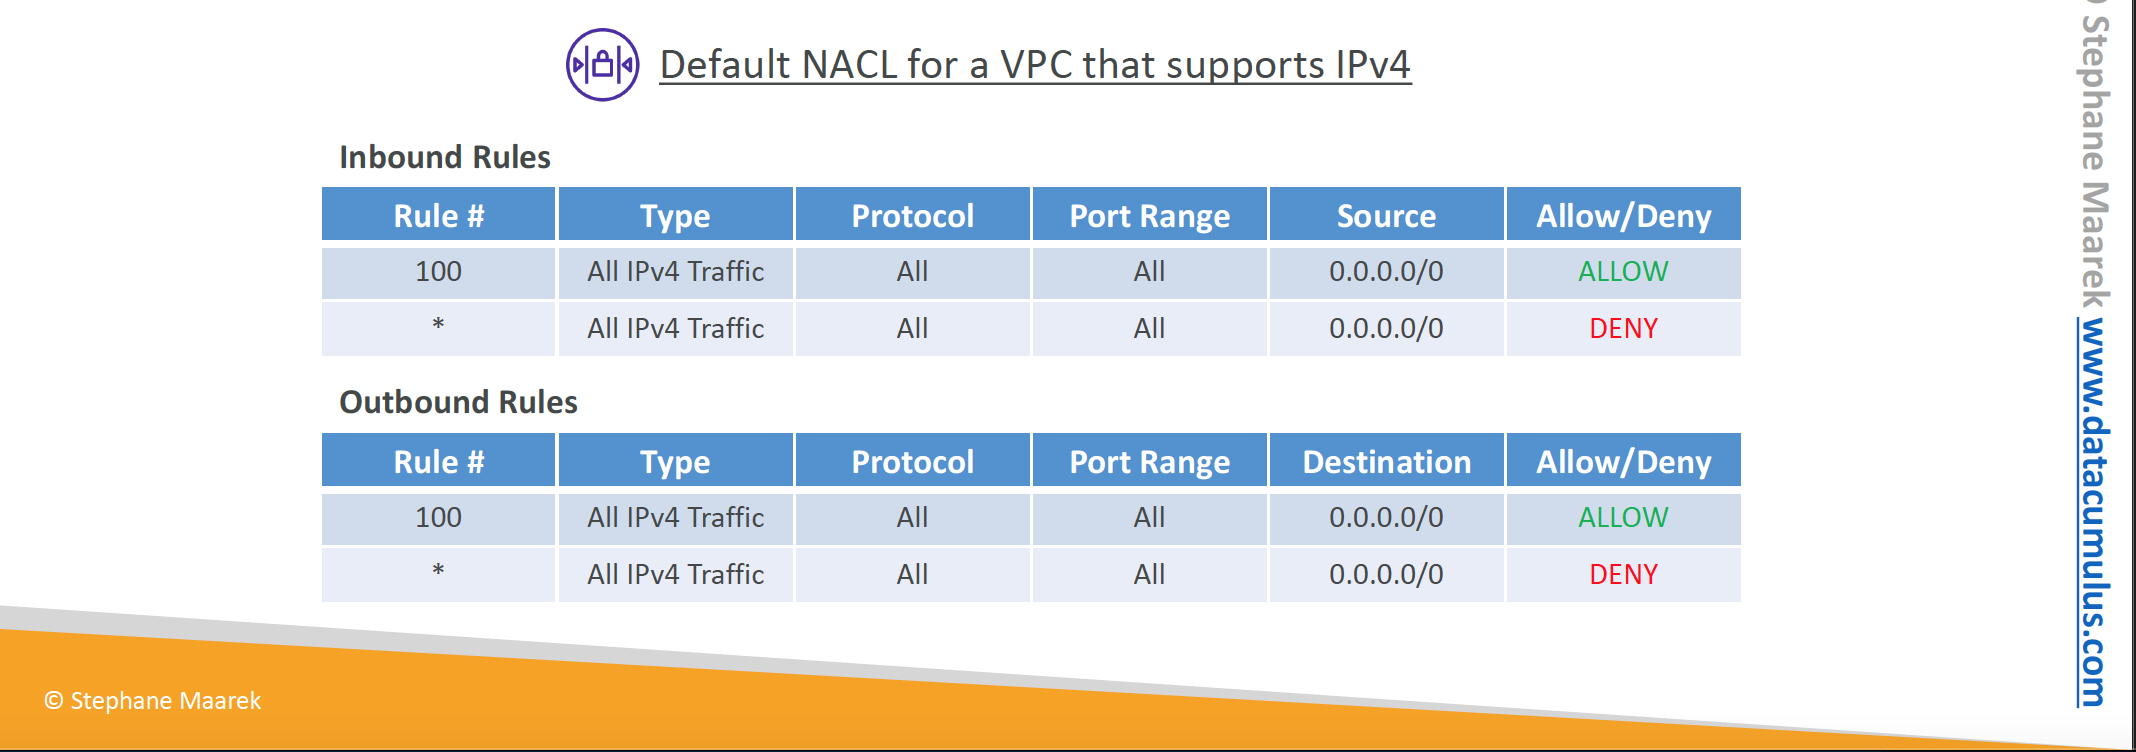 Default NACL for a VPC that supports IPv4
Inbound Rules
Rule # Type Protocol Port Range Source Allow/Deny
100 All IPv4 Traffic All All 0.0.0.0/0 ALLOW
* All IPv4 Traffic All All 0.0.0.0/0 DENY
Outbound Rules
Rule # Type Protocol Port Range Destination Allow/Deny
100 All IPv4 Traffic All All 0.0.0.0/0 ALLOW
* All IPv4 Traffic All All 0.0.0.0/0 DENY
© Stephane Maarek
Stephane Maarek www.datacumulus.com